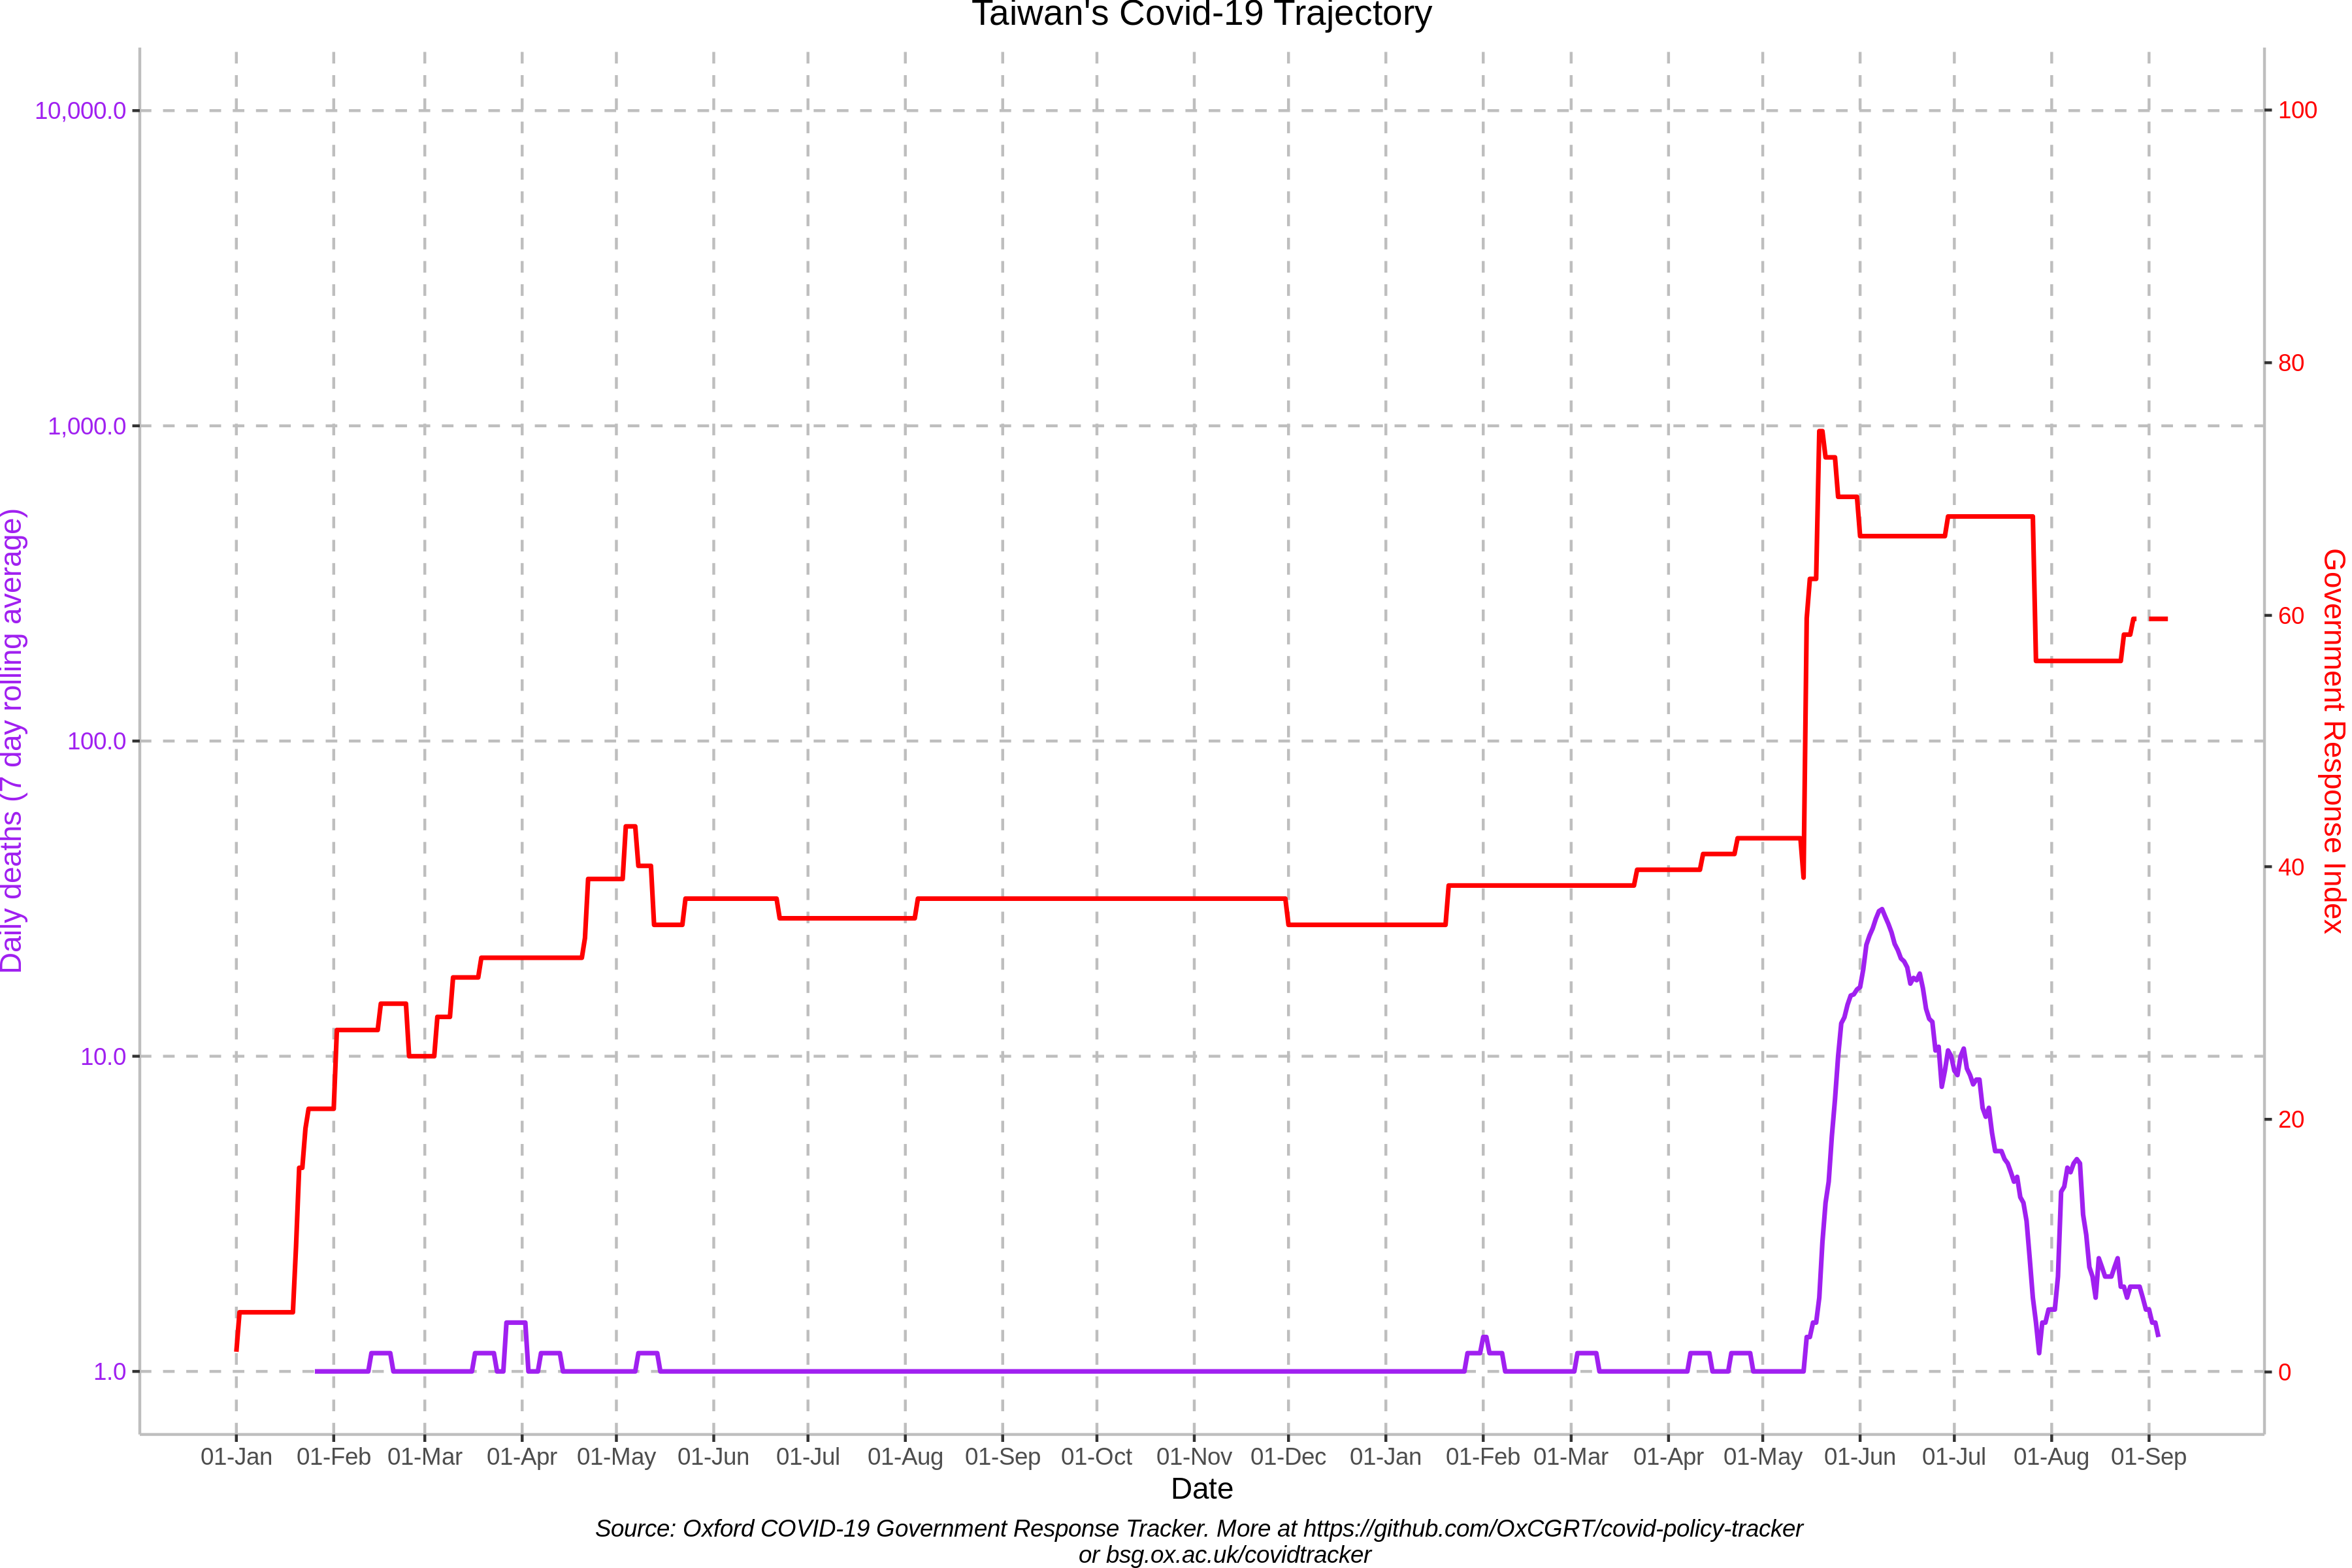 Taiwan's Covid-19 Trajectory
10,000.0
1,000.0
100.0
10.0
1.0
Daily deaths (7 day rolling average)
100
80
60
40
20
0
Government Response Index
01-Jan 01-Feb 01-Mar 01-Apr 01-May 01-Jun 01-Jul 01-Aug 01-Sep 01-Oct 01-Nov 01-Dec 01-Jan 01-Feb 01-Mar 01-Apr 01-May 01-Jun 01-Jul 01-Aug 01-Sep
Date
Source: Oxford COVID-19 Government Response Tracker. More at https://github.com/OxCGRT/covid-policy-tracker
or bsg.ox.ac.uk/covidtracker